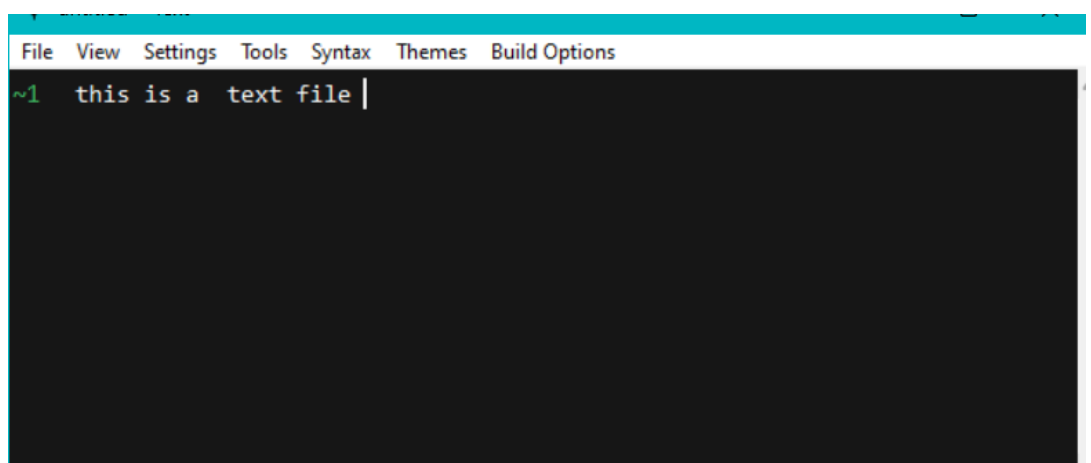 File View Settings Tools Syntax Themes Build Options
~1 this is a  text file